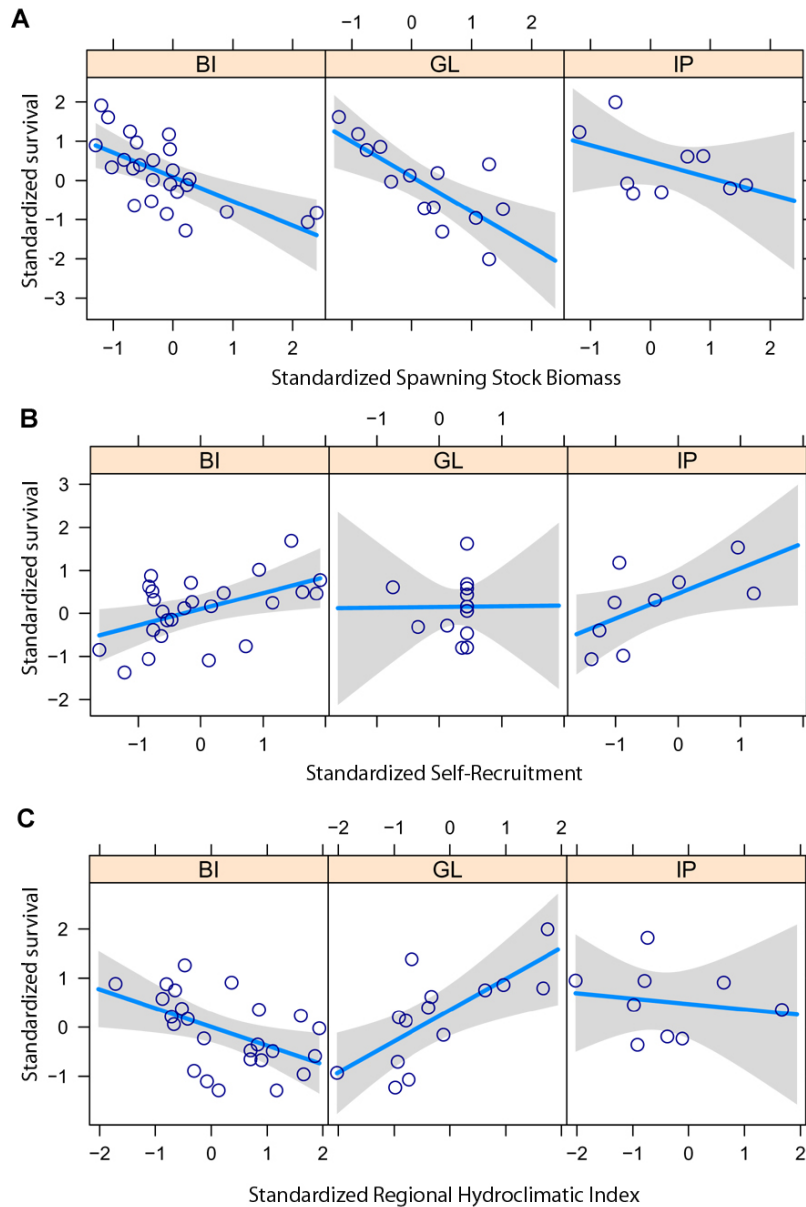 A
−1 0 1 2
BI GL IP
2
1
0
−1
−2
−3
Standardized survival
−1 0 1 2 −1 0 1 2
Standardized Spawning Stock Biomass
B
−1 0 1
BI GL IP
3
2
1
0
−1
−2
Standardized survival
−1 0 1 −1 0 1
Standardized Self-Recruitment
C
−2 −1 0 1 2
BI GL IP
2
1
0
−1
Standardized survival
−2 −1 0 1 2 −2 −1 0 1 2
Standardized Regional Hydroclimatic Index